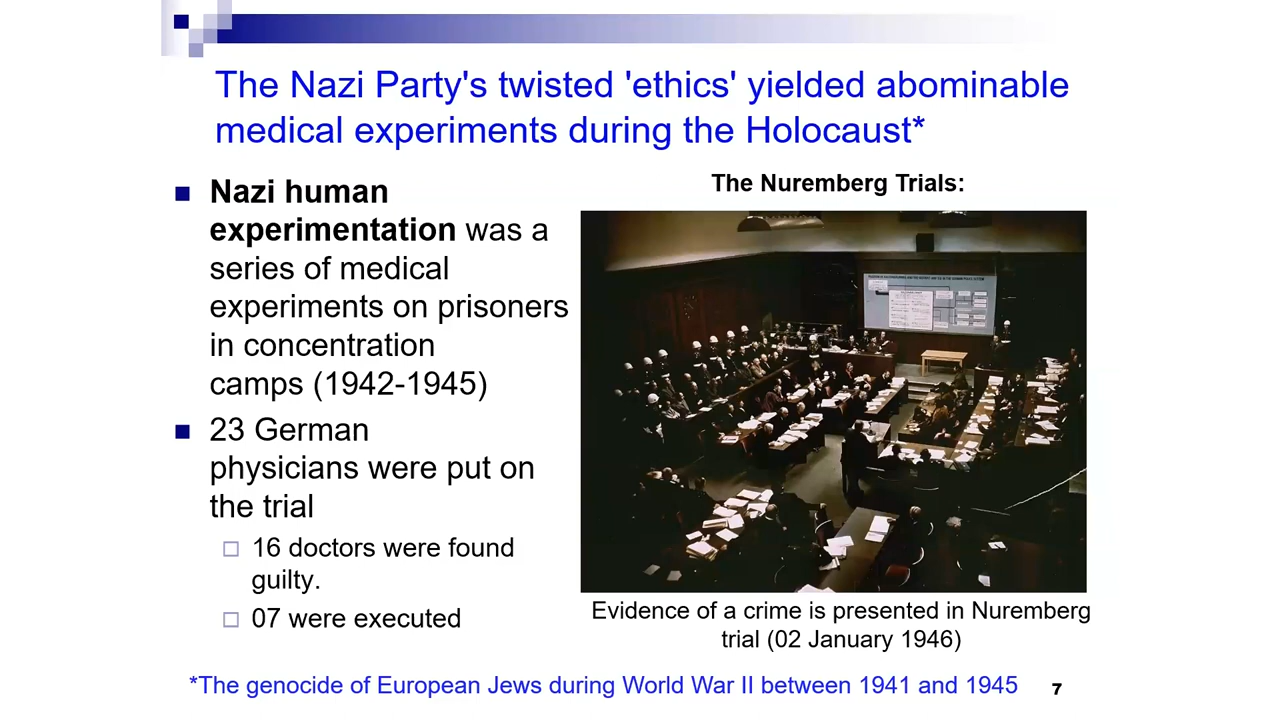 The Nazi Party's twisted 'ethics' yielded abominable
medical experiments during the Holocaust*
Nazi human
experimentation was a
series of medical
experiments on prisoners
in concentration
camps (1942-1945)
23 German
physicians were put on
the trial
16 doctors were found
guilty.
07 were executed
The Nuremberg Trials:
Evidence of a crime is presented in Nuremberg
trial (02 January 1946)
*The genocide of European Jews during World War II between 1941 and 1945
7